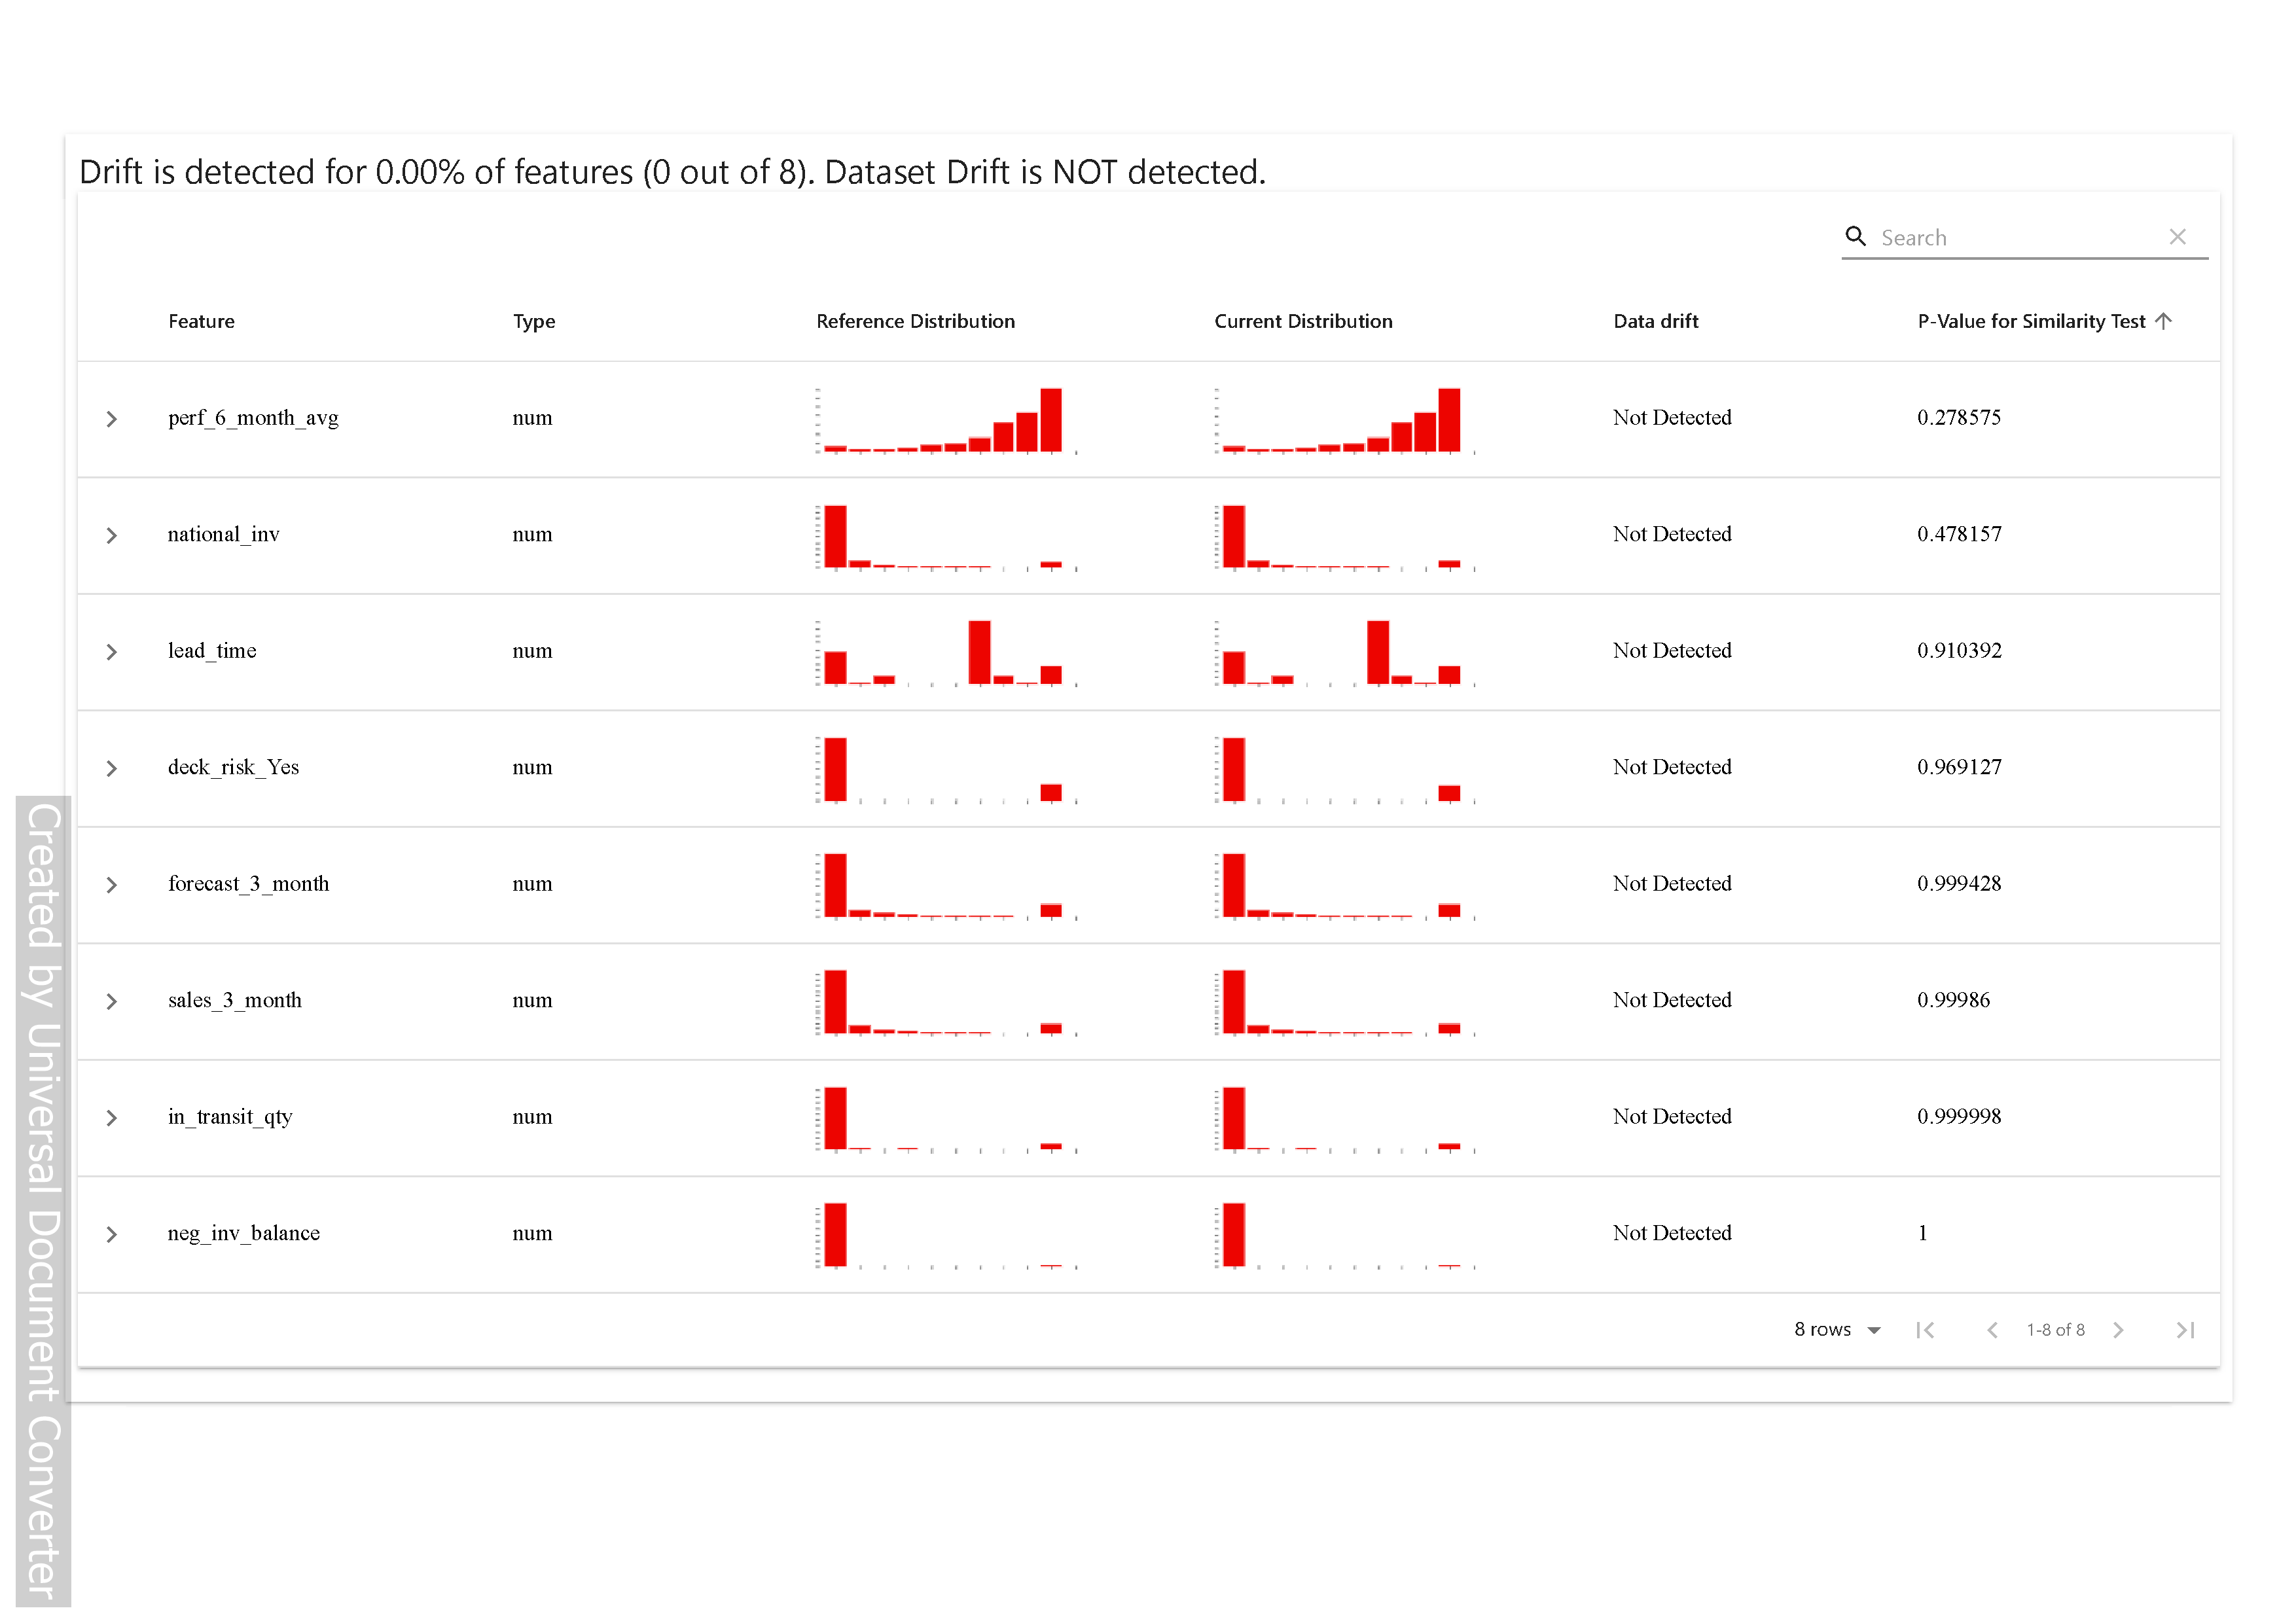 Drift is detected for 0.00% of features (0 out of 8). Dataset Drift is NOT detected.
Search
Feature Type Reference Distribution Current Distribution Data drift P-Value for Similarity Test
perf_6_month_avg num Not Detected 0.278575
national_inv num Not Detected 0.478157
lead_time num Not Detected 0.910392
deck_risk_Yes num Not Detected 0.969127
forecast_3_month num Not Detected 0.999428
sales_3_month num Not Detected 0.99986
in_transit_qty num Not Detected 0.999998
neg_inv_balance num Not Detected 1
8 rows 1-8 of 8
Created by Universal Document Converter